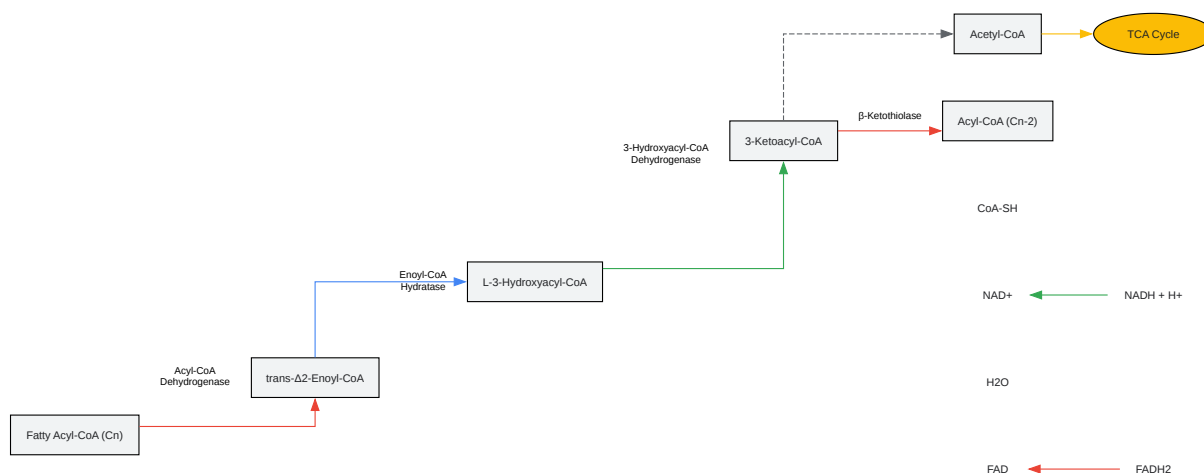 Acetyl-CoA
TCA Cycle
β-Ketothiolase
Acyl-CoA (Cn-2)
3-Hydroxyacyl-CoA
Dehydrogenase
3-Ketoacyl-CoA
CoA-SH
Enoyl-CoA
Hydratase
L-3-Hydroxyacyl-CoA
NAD+
NADH + H+
Acyl-CoA
Dehydrogenase
trans-Δ2-Enoyl-CoA
H2O
Fatty Acyl-CoA (Cn)
FAD
FADH2